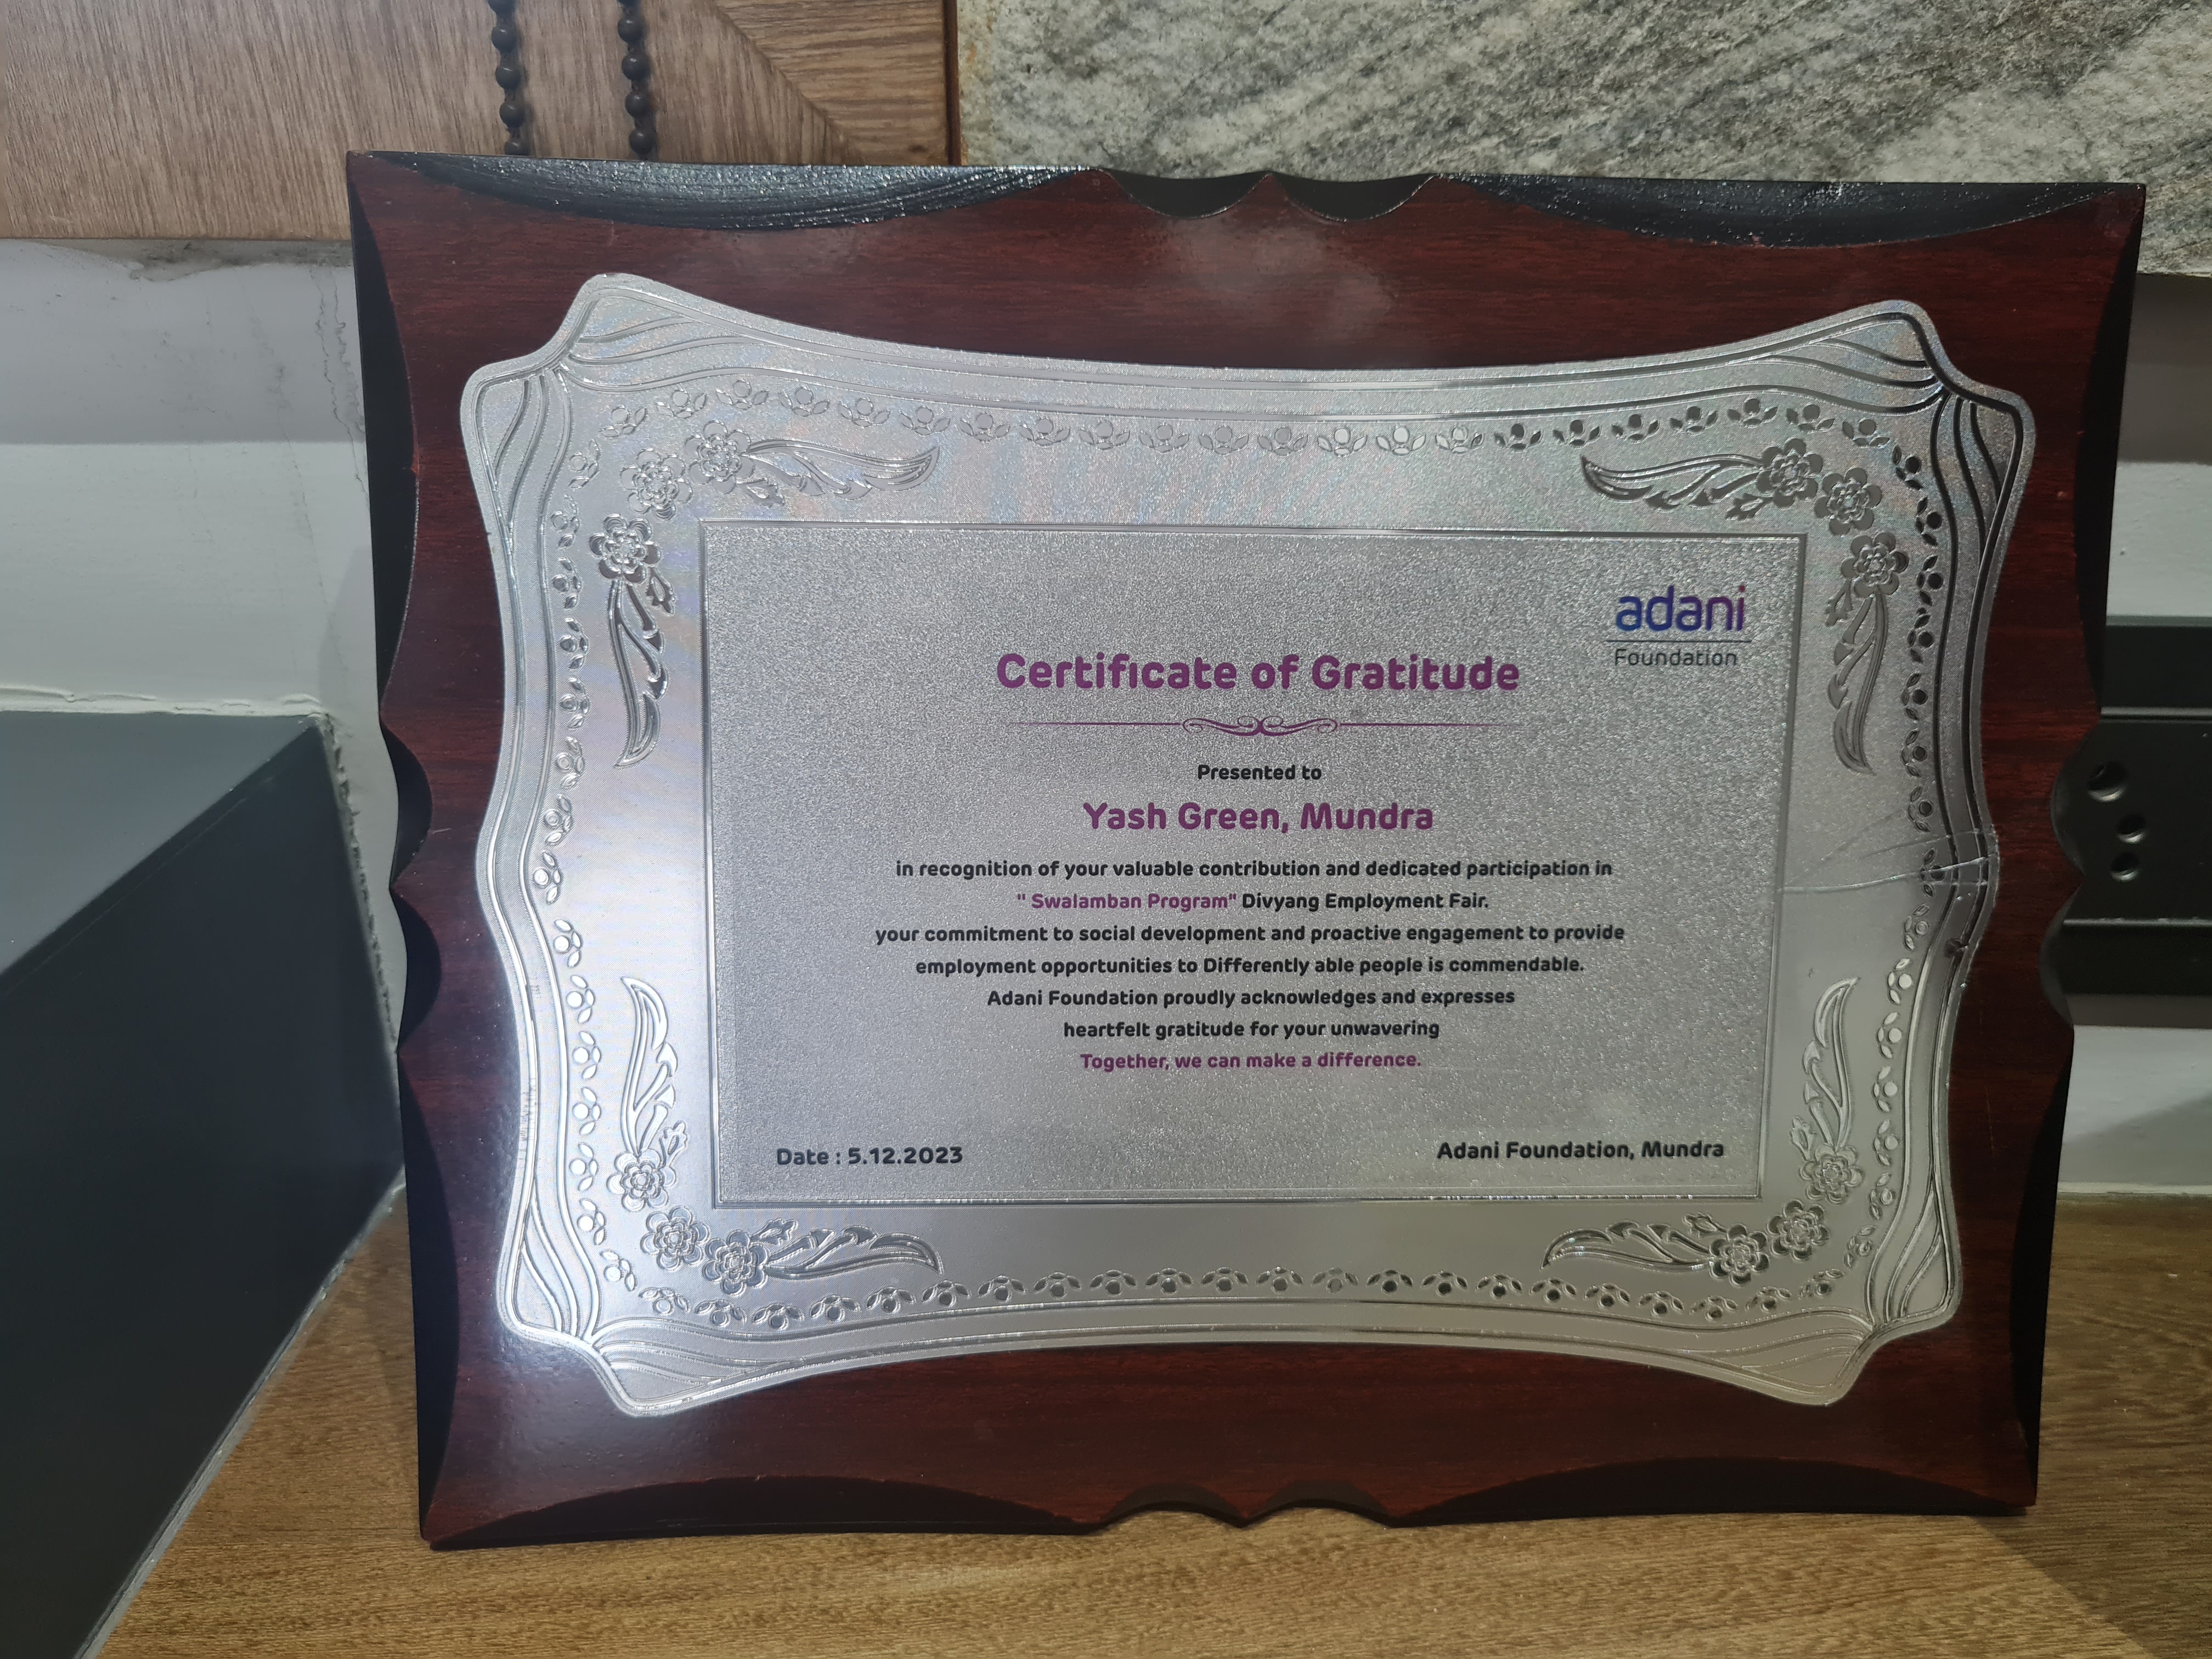 adani
Foundation
Certificate of Gratitude
Presented to
Yash Green, Mundra
in recognition of your valuable contribution and dedicated participation in
" Swalamban Program" Divyang Employment Fair.
your commitment to social development and proactive engagement to provide
employment opportunities to Differently able people is commendable.
Adani Foundation proudly acknowledges and expresses
heartfelt gratitude for your unwavering
Together, we can make a difference.
Date : 5.12.2023
Adani Foundation, Mundra